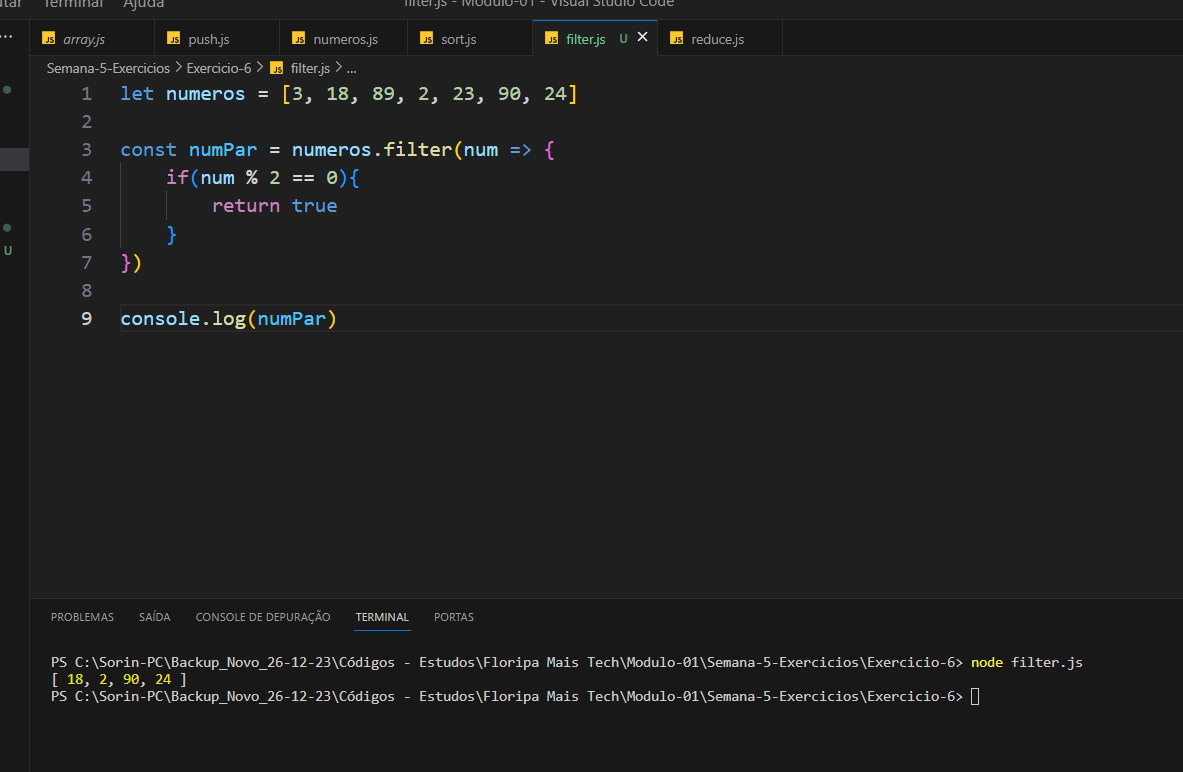 Terminal Ajuda filter.js - Modulo-01 - Visual Studio Code
JS array.js JS push.js JS numeros.js JS sort.js JS filter.js U JS reduce.js
Semana-5-Exercicios > Exercicio-6 > JS filter.js > ...
1 let numeros = [3, 18, 89, 2, 23, 90, 24]
2
3 const numPar = numeros.filter(num => {
4 if(num % 2 == 0){
5 return true
6 }
7 })
8
9 console.log(numPar)
U
PROBLEMAS SAÍDA CONSOLE DE DEPURAÇÃO TERMINAL PORTAS
PS C:\Sorin-PC\Backup_Novo_26-12-23\Códigos - Estudos\Floripa Mais Tech\Modulo-01\Semana-5-Exercicios\Exercicio-6> node filter.js
[ 18, 2, 90, 24 ]
PS C:\Sorin-PC\Backup_Novo_26-12-23\Códigos - Estudos\Floripa Mais Tech\Modulo-01\Semana-5-Exercicios\Exercicio-6>